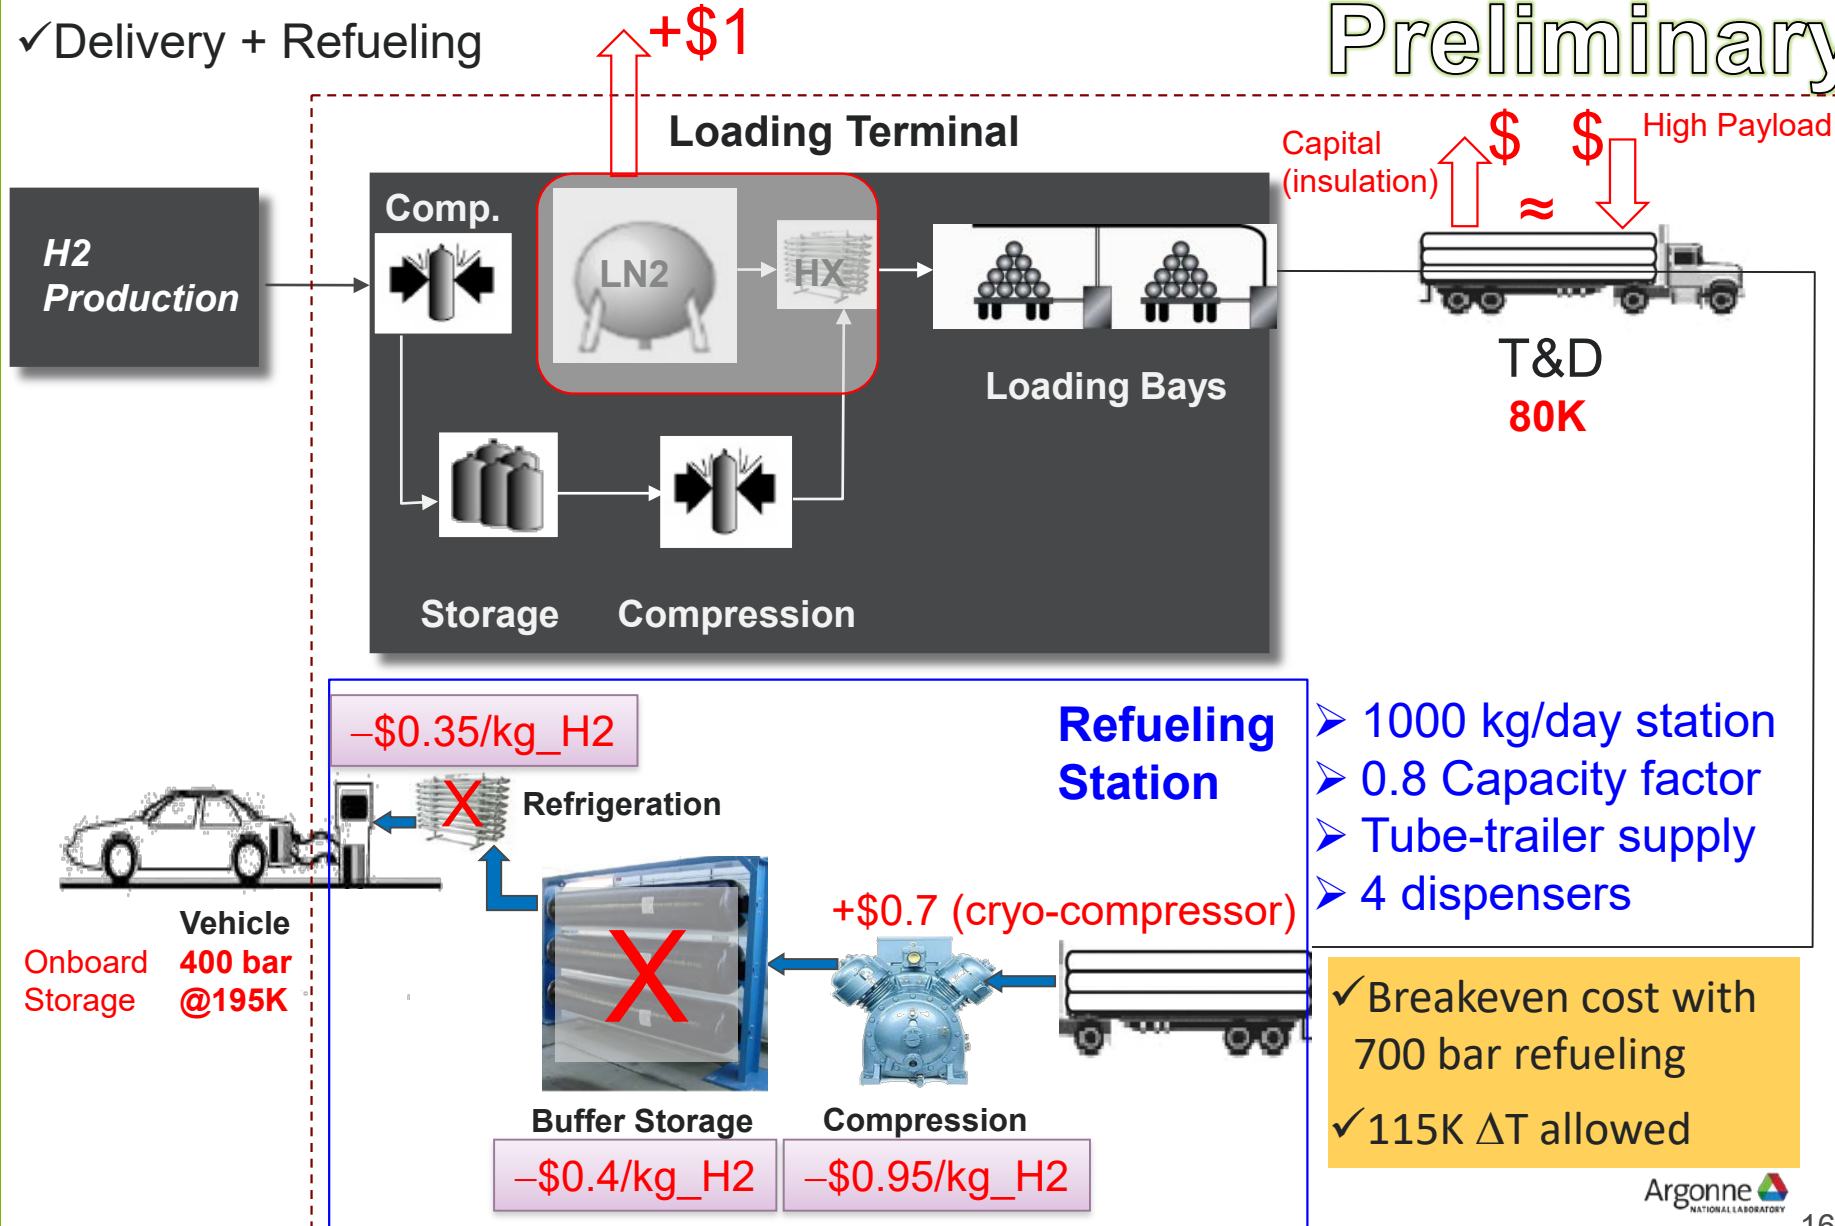 ✓Delivery + Refueling
+$1
Preliminary
Loading Terminal
Capital
(insulation)
$ $
High Payload
≈
H2
Production
Comp.
LN2
HX
Loading Bays
T&D
80K
Storage
Compression
–$0.35/kg_H2
Refueling
Station
➢ 1000 kg/day station
➢ 0.8 Capacity factor
➢ Tube-trailer supply
➢ 4 dispensers
X
Refrigeration
+$0.7 (cryo-compressor)
X
Vehicle
Onboard 400 bar
Storage @195K
✓Breakeven cost with
700 bar refueling
✓115K ΔT allowed
Buffer Storage
Compression
–$0.4/kg_H2
–$0.95/kg_H2
Argonne
NATIONAL LABORATORY
16